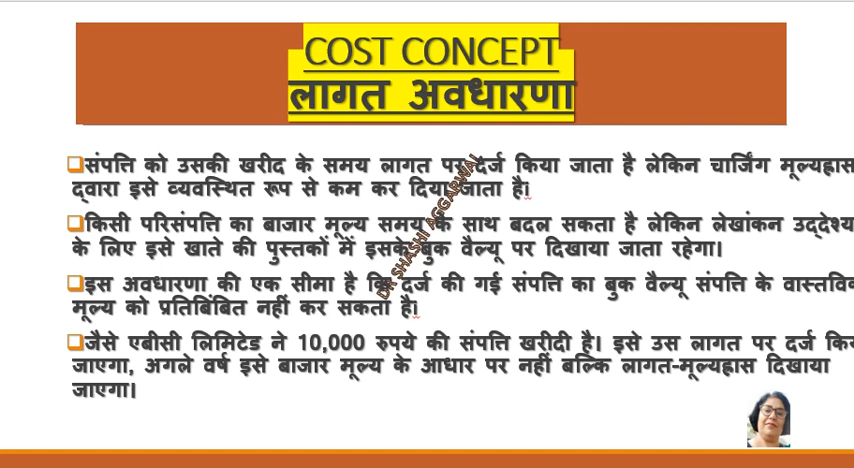 COST CONCEPT
लागत अवधारणा
संपत्ति को उसकी खरीद के समय लागत पर दर्ज किया जाता है लेकिन चार्जिंग मूल्यह्रास
द्वारा इसे व्यवस्थित रूप से कम कर दिया जाता है।
किसी परिसंपत्ति का बाजार मूल्य समय के साथ बदल सकता है लेकिन लेखांकन उद्देश्य
के लिए इसे खाते की पुस्तकों में इसके बुक वैल्यू पर दिखाया जाता रहेगा।
इस अवधारणा की एक सीमा है कि दर्ज की गई संपत्ति का बुक वैल्यू संपत्ति के
मूल्य को प्रतिबिंबित नहीं कर सकता है।
जैसे एबीसी लिमिटेड ने 10,000 रुपये की संपत्ति खरीदी है। इसे उस लागत पर दर्ज
जाएगा, अगले वर्ष इसे बाजार मूल्य के आधार पर नहीं बल्कि लागत-मूल्यह्रास दिखाया
जाएगा।
DR SHASHI AGGARWAL